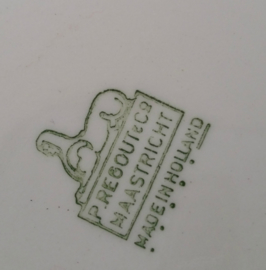 P. REGOUT & Co
MAASTRICHT
MADE IN HOLLAND